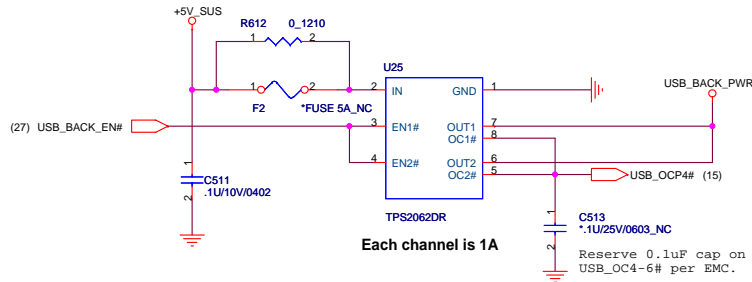 +5V_SUS
R612 0_1210
1 2
U25
1 2
F2 *FUSE 5A_NC
2 IN GND 1
USB_BACK_PWR
(27) USB_BACK_EN#
3 EN1# OUT1 7
OC1# 8
4 EN2# OUT2 6
OC2# 5
USB_OCP4# (15)
1
C511
.1U/10V/0402
2
TPS2062DR
Each channel is 1A
1
C513
*.1U/25V/0603_NC
2
Reserve 0.1uF cap on
USB_OC4-6# per EMC.